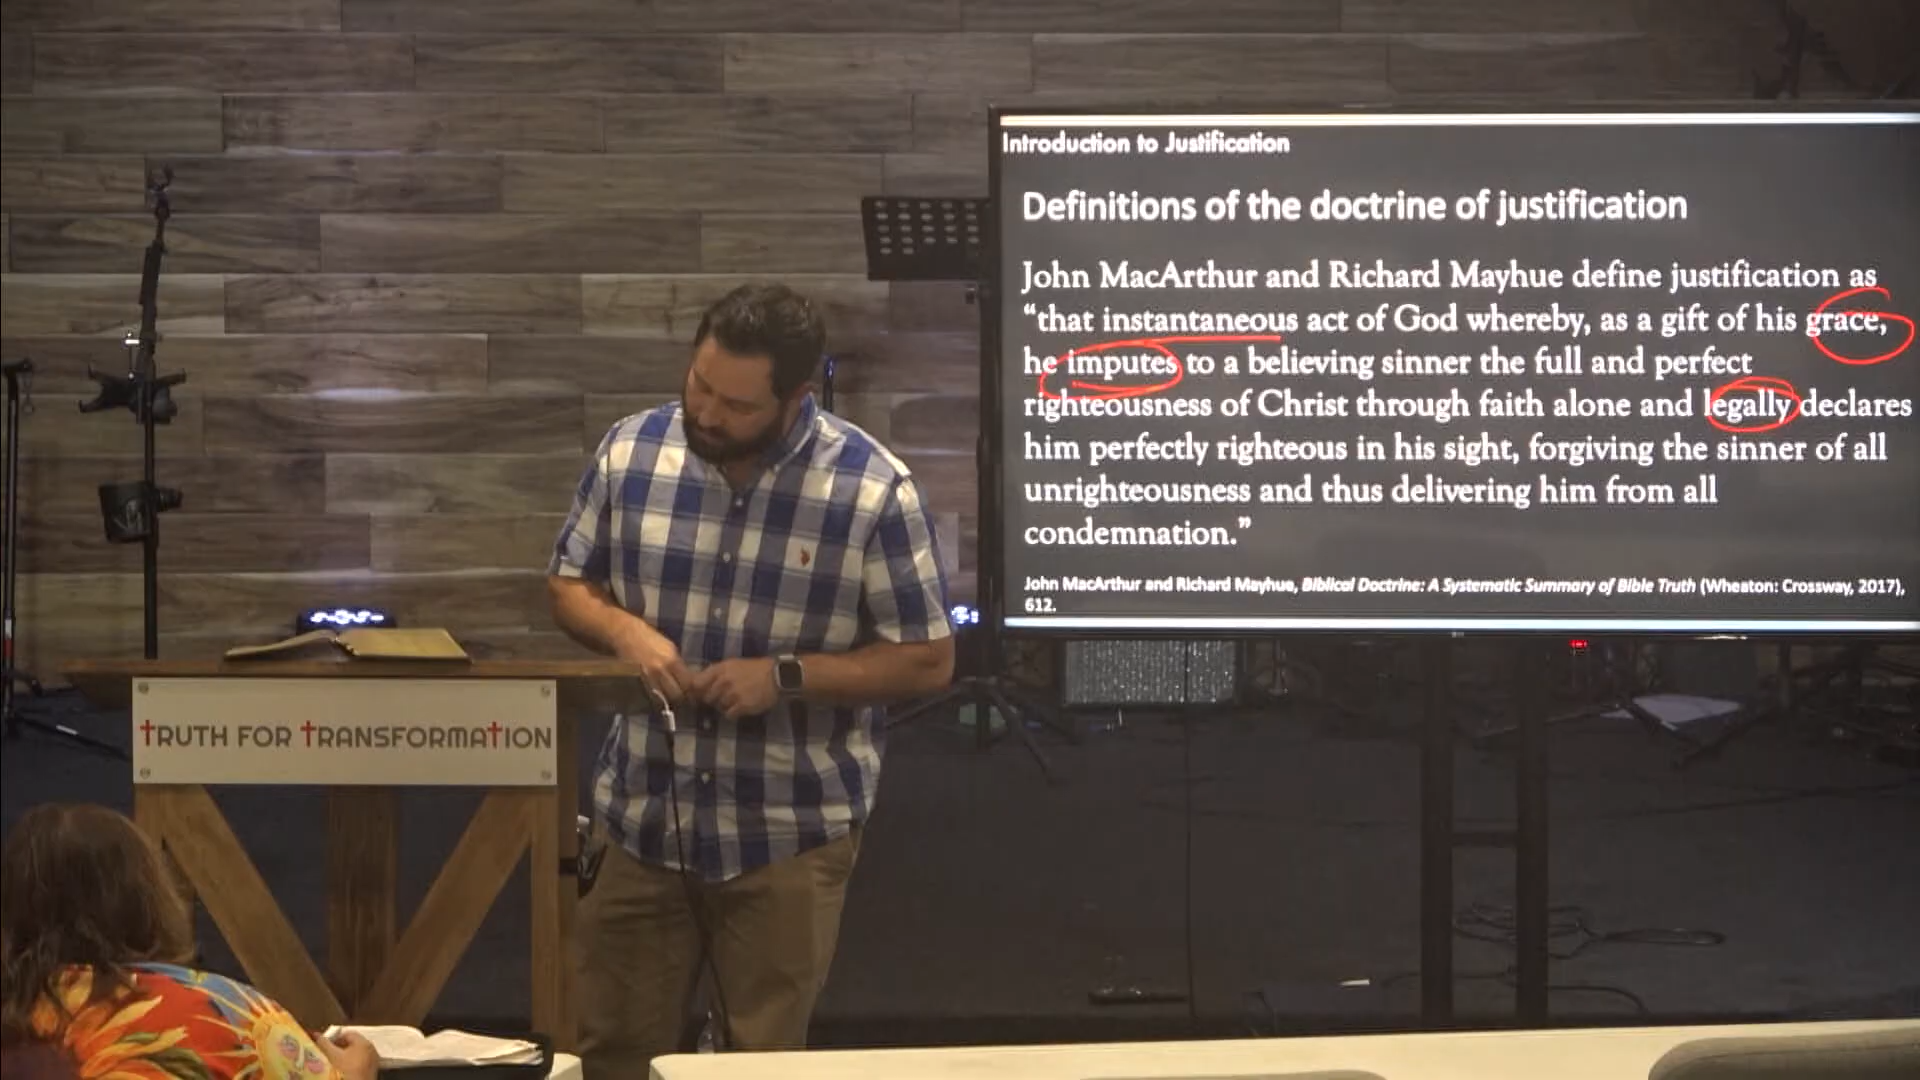 Introduction to Justification
Definitions of the doctrine of justification
John MacArthur and Richard Mayhue define justification as
“that instantaneous act of God whereby, as a gift of his grace,
he imputes to a believing sinner the full and perfect
righteousness of Christ through faith alone and legally declares
him perfectly righteous in his sight, forgiving the sinner of all
unrighteousness and thus delivering him from all
condemnation.”
John MacArthur and Richard Mayhue, Biblical Doctrine: A Systematic Summary of Bible Truth (Wheaton: Crossway, 2017),
612.
TRUTH FOR TRANSFORMATION